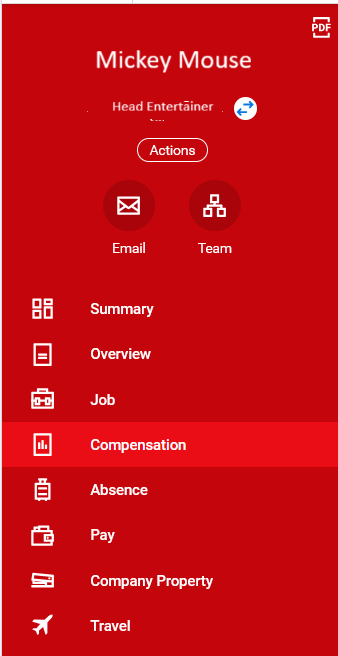 PDF
Mickey Mouse
Head Entertainer
Actions
Email Team
Summary
Overview
Job
Compensation
Absence
Pay
Company Property
Travel